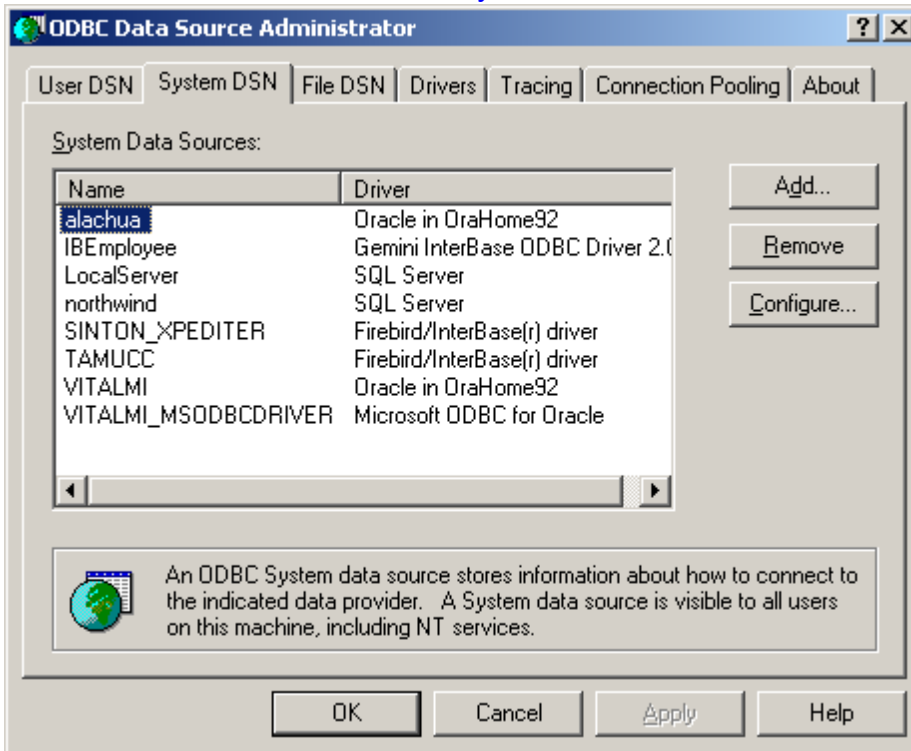 ODBC Data Source Administrator
User DSN System DSN File DSN Drivers Tracing Connection Pooling About
System Data Sources:
Name Driver
alachua Oracle in OraHome92
IBEmployee Gemini InterBase ODBC Driver 2.0
LocalServer SQL Server
northwind SQL Server
SINTON_XPEDITER Firebird/InterBase(r) driver
TAMUCC Firebird/InterBase(r) driver
VITALMI Oracle in OraHome92
VITALMI_MSODBCDRIVER Microsoft ODBC for Oracle
Add...
Remove
Configure...
An ODBC System data source stores information about how to connect to
the indicated data provider. A System data source is visible to all users
on this machine, including NT services.
OK Cancel Apply Help